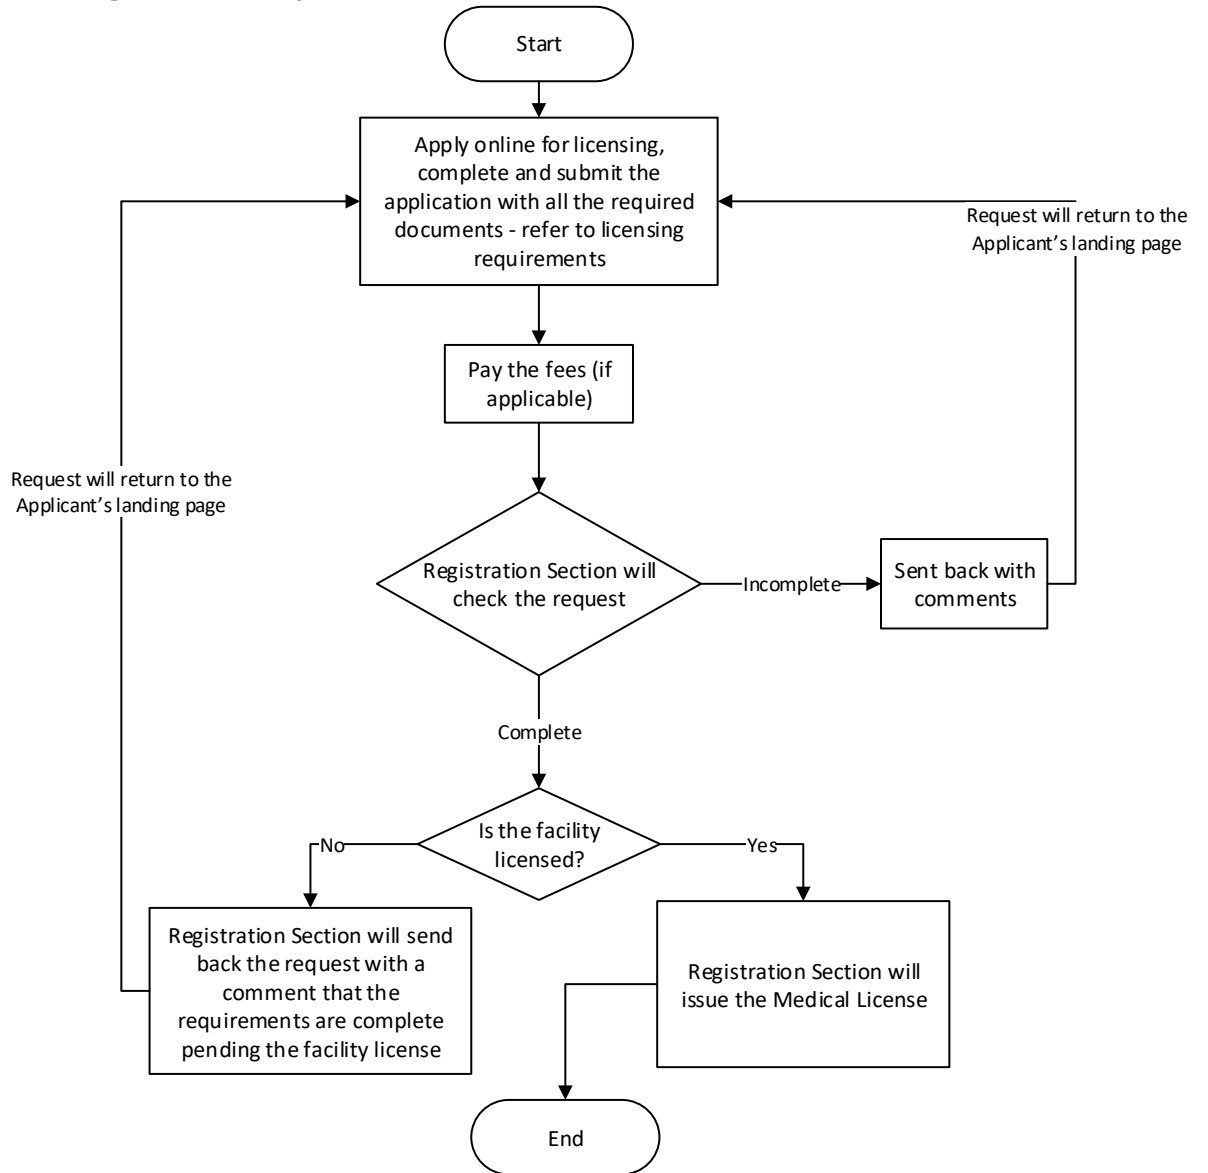 Start
Apply online for licensing,
complete and submit the
application with all the required
documents - refer to licensing
requirements
Request will return to the
Applicant's landing page
Pay the fees (if
applicable)
Request will return to the
Applicant's landing page
Registration Section will
check the request
Incomplete
Sent back with
comments
Complete
Is the facility
licensed?
No
Yes
Registration Section will send
back the request with a
comment that the
requirements are complete
pending the facility license
Registration Section will
issue the Medical License
End